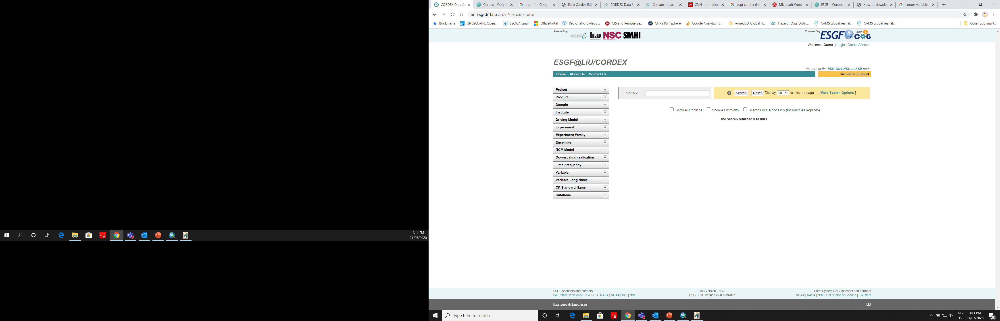 4:11 PM
21/07/2020
CORDEX Data Se
Cordex – Coordi
eur-11i - Google
Euro Cordex EUR
CORDEX Data St
Climate impact
CNN Internation
esgf cordex time
Microsoft Word
ESGF – Cordex
How-to-downlo
cordex variables
esg-dn1.nsc.liu.se/search/cordex/
Bookmarks
UNESCO-IHE Open...
ESCWA Email
OfficePortal
Regional Knowledg...
GIS and Remote Se...
CHRS RainSphere
Google Analytics R...
Aqueduct Global Fl...
Hazards Data Distri...
CAMS global reanal...
CAMS global reanal...
Other bookmarks
Hosted by
is-enes
li.u NSC SMHI
Powered by
ESGF and COG
Welcome, Guest. | Login | Create Account
ESGF@LiU/CORDEX
You are at the ESG-DN1.NSC.LIU.SE node
Home About Us Contact Us
Technical Support
Project
Product
Domain
Institute
Driving Model
Experiment
Experiment Family
Ensemble
RCM Model
Downscaling realisation
Time Frequency
Variable
Variable Long Name
CF Standard Name
Datanode
Enter Text:
Search Reset Display 10 results per page [ More Search Options ]
Show All Replicas Show All Versions Search Local Node Only (Including All Replicas)
The search returned 0 results.
ESGF sponsors and partners
DoE Office of Science | IS-ENES | NASA | NOAA | NCI | NSF
CoG version 3.13.0
ESGF P2P Version v2.8.4-master
Earth System CoG sponsors and partners
NOAA | NASA | NSF | DoE Office of Science | IS-ENES
https://esg-dn1.nsc.liu.se
LiU
Type here to search
ENG
US
4:11 PM
21/07/2020
25